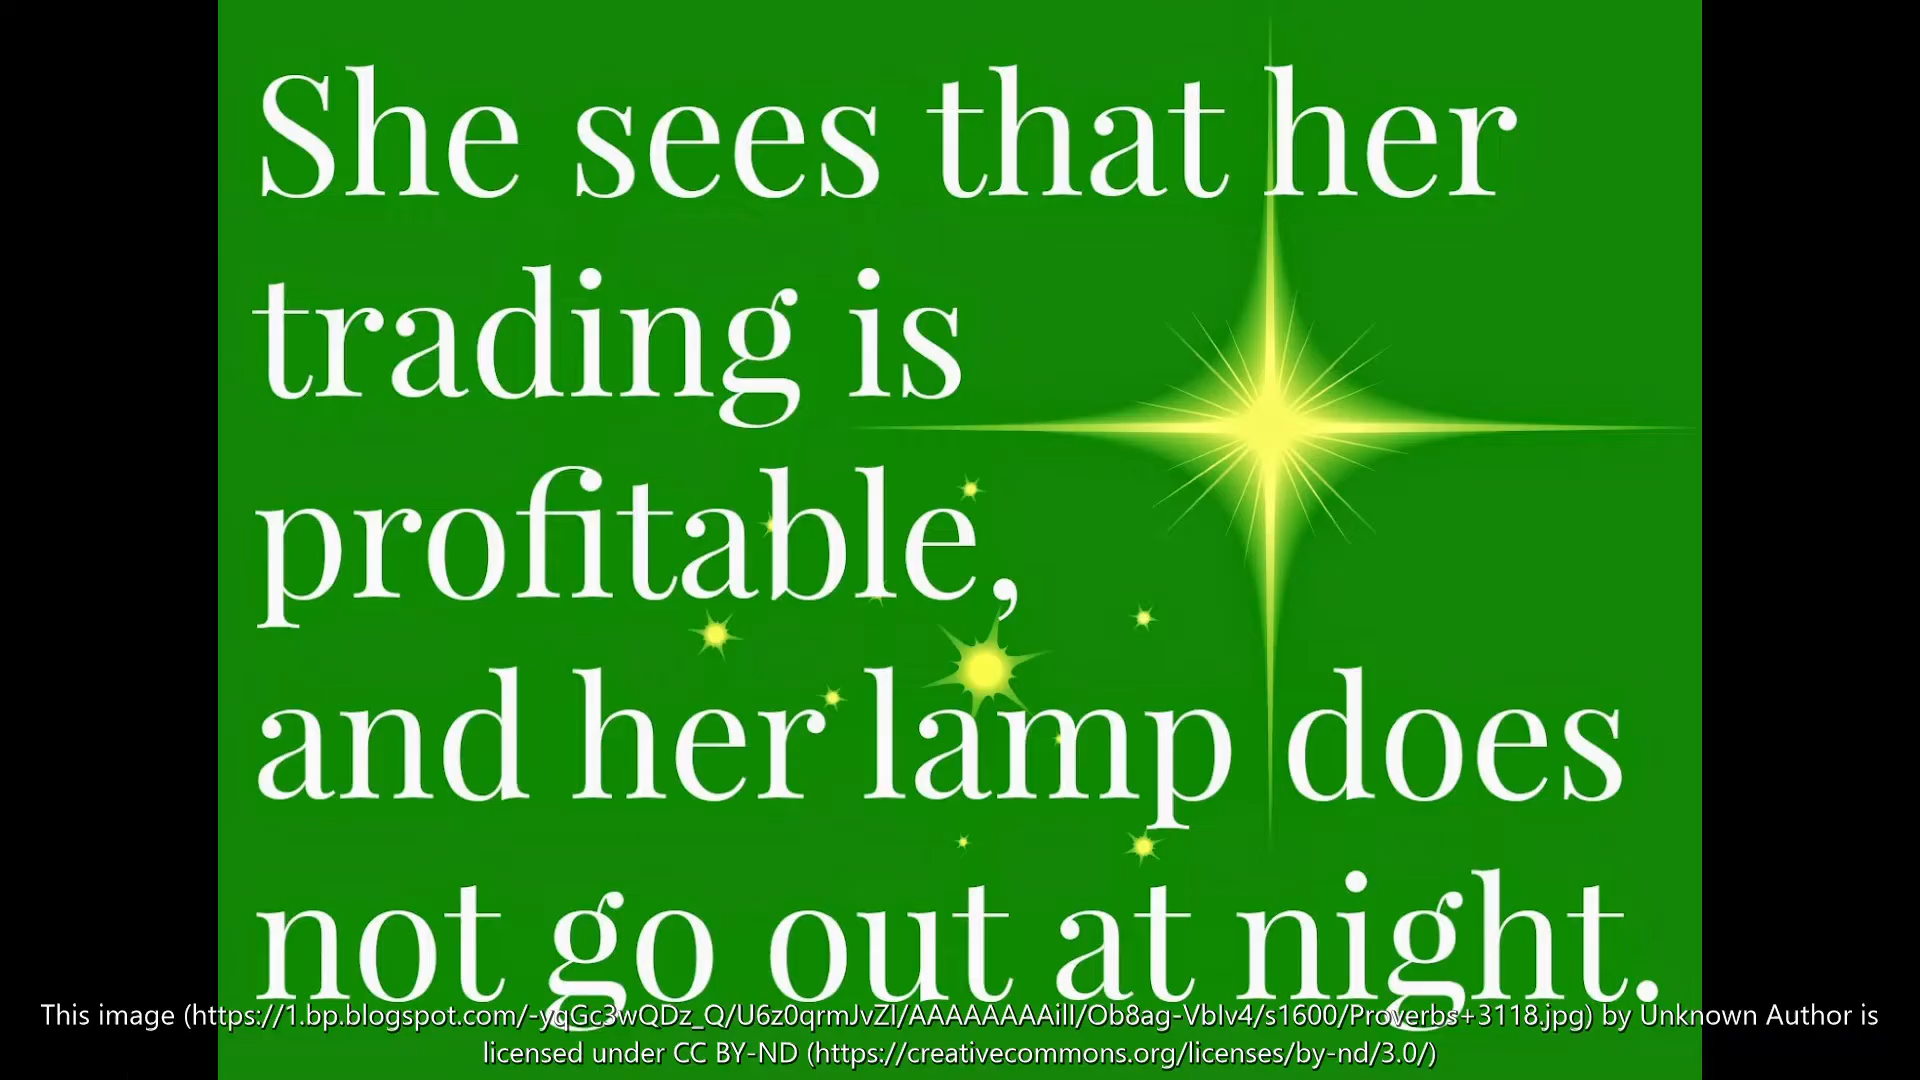 She sees that her
trading is
profitable,
and her lamp does
not go out at night.
This image (https://1.bp.blogspot.com/-yqGc3wQDz_Q/U6z0qrmJvZI/AAAAAAAAiII/Ob8ag-VbIv4/s1600/Proverbs+3118.jpg) by Unknown Author is
licensed under CC BY-ND (https://creativecommons.org/licenses/by-nd/3.0/)